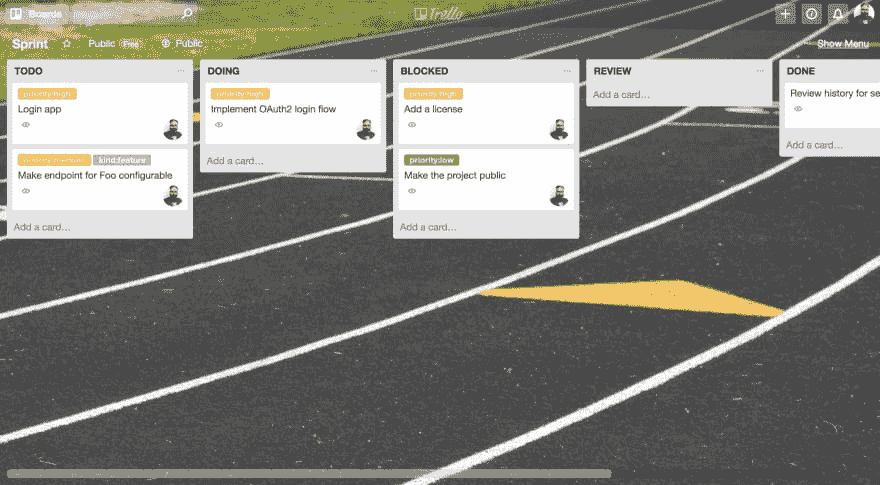 Boards
Trello
Sprint
Public
Free
Public
Show Menu
TODO
priority:high
Login app
priority:medium
kind:feature
Make endpoint for Foo configurable
Add a card...
DOING
priority:high
Implement OAuth2 login flow
Add a card...
BLOCKED
priority:high
Add a license
priority:low
Make the project public
Add a card...
REVIEW
Add a card...
DONE
Review history for se
Add a card...